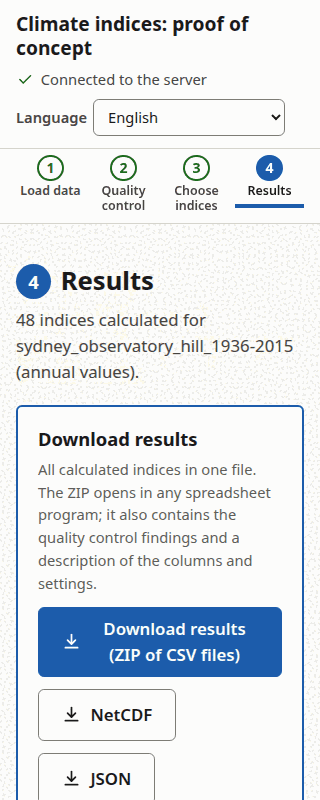 Climate indices: proof of
concept
Connected to the server
Language English
1 2 3 4
Load data Quality control Choose indices Results
4 Results
48 indices calculated for
sydney_observatory_hill_1936-2015
(annual values).
Download results
All calculated indices in one file.
The ZIP opens in any spreadsheet
program; it also contains the
quality control findings and a
description of the columns and
settings.
Download results
(ZIP of CSV files)
NetCDF
JSON